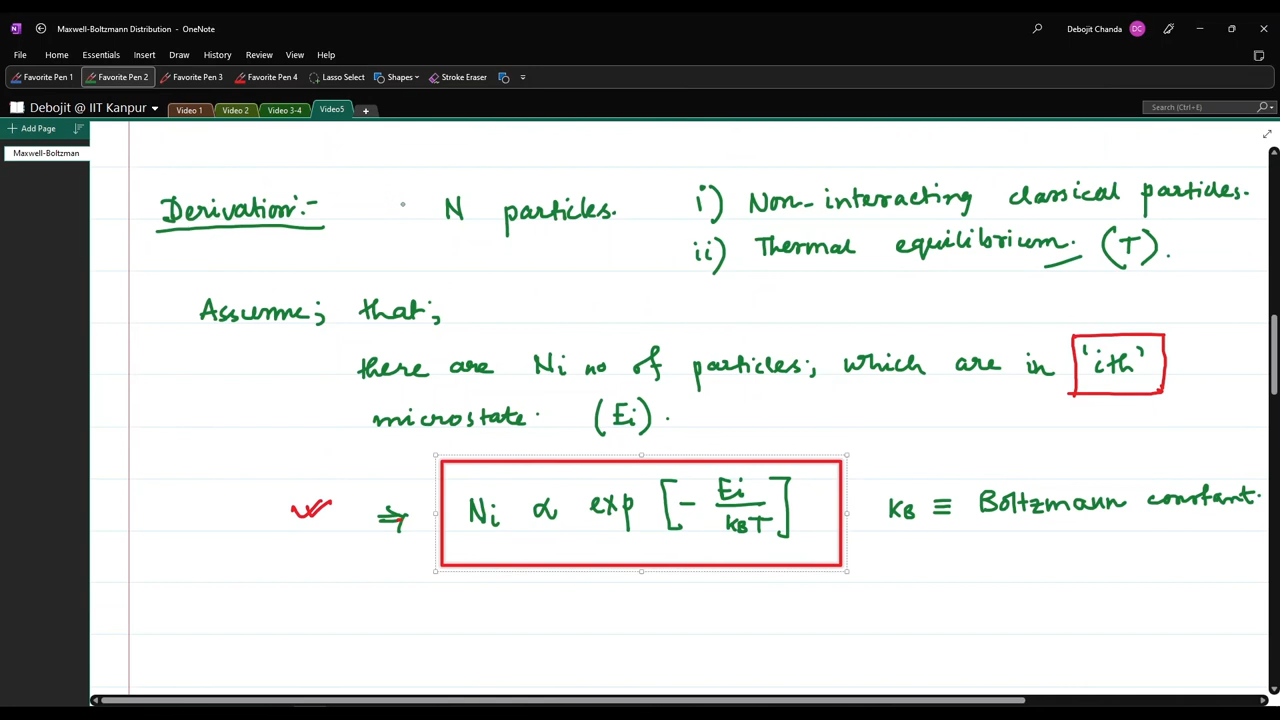 Maxwell-Boltzmann Distribution - OneNote
Debojit Chanda DC
File Home Essentials Insert Draw History Review View Help
Favorite Pen 1 Favorite Pen 2 Favorite Pen 3 Favorite Pen 4 Lasso Select Shapes Stroke Eraser
Debojit @ IIT Kanpur Video 1 Video 2 Video 3-4 Video5 Search (Ctrl+E)
Add Page
Maxwell-Boltzman
Derivation:- N particles. i) Non-interacting classical particles.
ii) Thermal equilibrium. (T).
Assume; that;
there are Ni no of particles; which are in 'ith'
microstate. (Ei).
⇒ Ni ∝ exp [- Ei/kBT] kB ≡ Boltzmann constant.